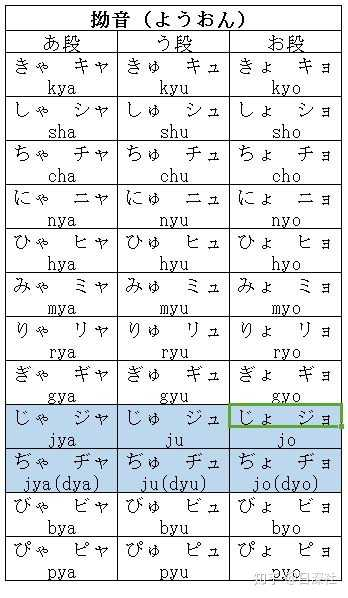 拗音（ようおん）
あ段 う段 お段
きゃ キャ きゅ キュ きょ キョ
kya kyu kyo
しゃ シャ しゅ シュ しょ ショ
sha shu sho
ちゃ チャ ちゅ チュ ちょ チョ
cha chu cho
にゃ ニャ にゅ ニュ にょ ニョ
nya nyu nyo
ひゃ ヒャ ひゅ ヒュ ひょ ヒョ
hya hyu hyo
みゃ ミャ みゅ ミュ みょ ミョ
mya myu myo
りゃ リャ りゅ リュ りょ リョ
rya ryu ryo
ぎゃ ギャ ぎゅ ギュ ぎょ ギョ
gya gyu gyo
じゃ ジャ じゅ ジュ じょ ジョ
jya ju jo
ぢゃ ヂャ ぢゅ ヂュ ぢょ ヂョ
jya(dya) ju(dyu) jo(dyo)
びゃ ビャ びゅ ビュ びょ ビョ
bya byu byo
ぴゃ ピャ ぴゅ ピュ ぴょ ピョ
pya pyu pyo
知乎